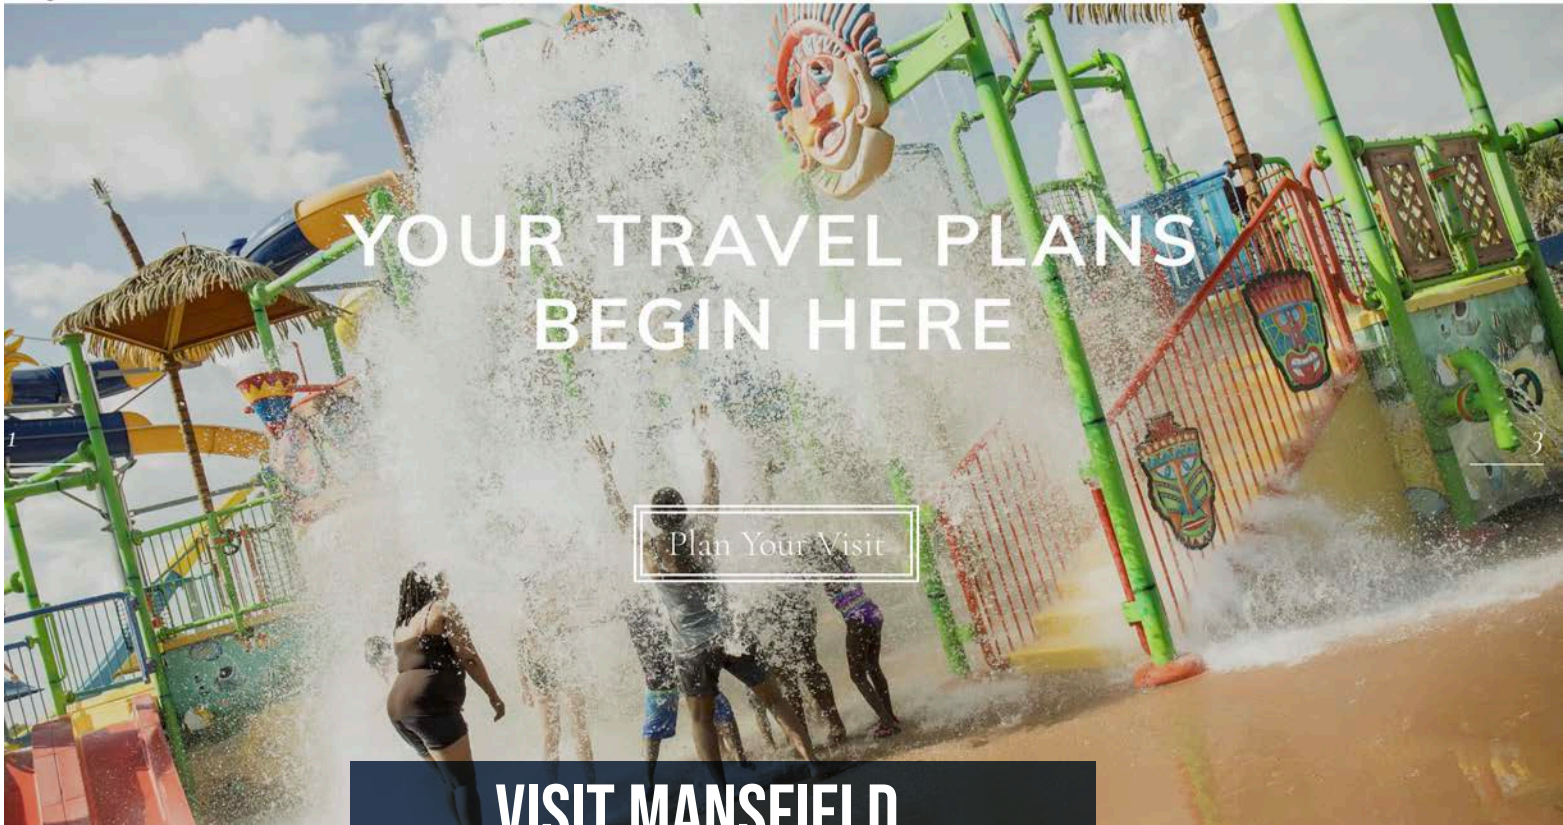 YOUR TRAVEL PLANS
BEGIN HERE
1
3
Plan Your Visit
VISIT MANSFIELD